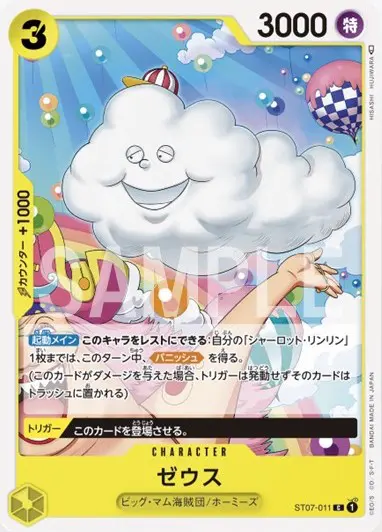 3
3000
特
HISASHI FUJIWARA
カウンター +1000
SAMPLE
起動メイン このキャラをレストにできる:自分の「シャーロット・リンリン」
1枚までは、このターン中、バニッシュ を得る。
(このカードがダメージを与えた場合、トリガーは発動せずそのカードは
トラッシュに置かれる)
トリガー このカードを登場させる。
CHARACTER
ゼウス
ビッグ・マム海賊団/ホーミーズ
ST07-011 C 1
BANDAI MADE IN JAPAN